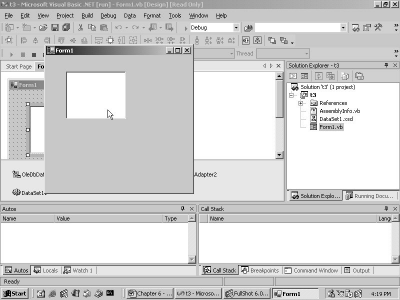 t3 - Microsoft Visual Basic .NET [run] - Form1.vb [Design] [Read Only]
File Edit View Project Build Debug Data Format Tools Window Help
Debug
Thread
Start Page Fo
Form1
Form1
OleDbDat
Adapter2
DataSet1
Solution Explorer - t3
Solution 't3' (1 project)
t3
References
AssemblyInfo.vb
DataSet1.xsd
Form1.vb
Solution Explo... Running Docu...
Autos
Name Value Type
Call Stack
Name Lang
Autos Locals Watch 1
Call Stack Breakpoints Command Window Output
Ready
Start Chapter 6 - ... t3 - Microso... FullShot 6.0... Form1 4:19 PM